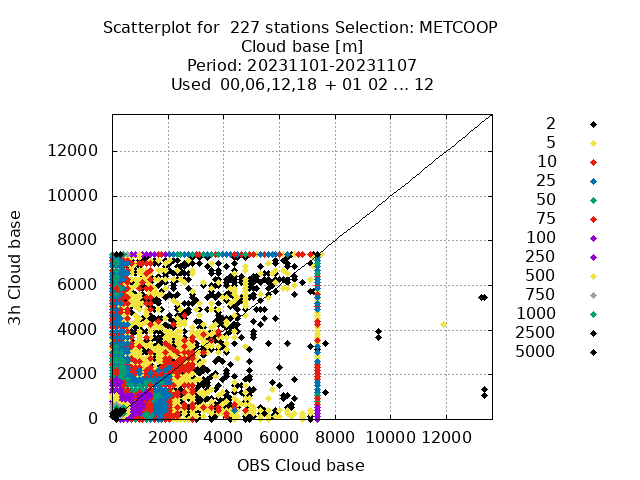 Scatterplot for 227 stations Selection: METCOOP
Cloud base [m]
Period: 20231101-20231107
Used 00,06,12,18 + 01 02 ... 12
3h Cloud base
12000
10000
8000
6000
4000
2000
0
0 2000 4000 6000 8000 10000 12000
OBS Cloud base
2
5
10
25
50
75
100
250
500
750
1000
2500
5000